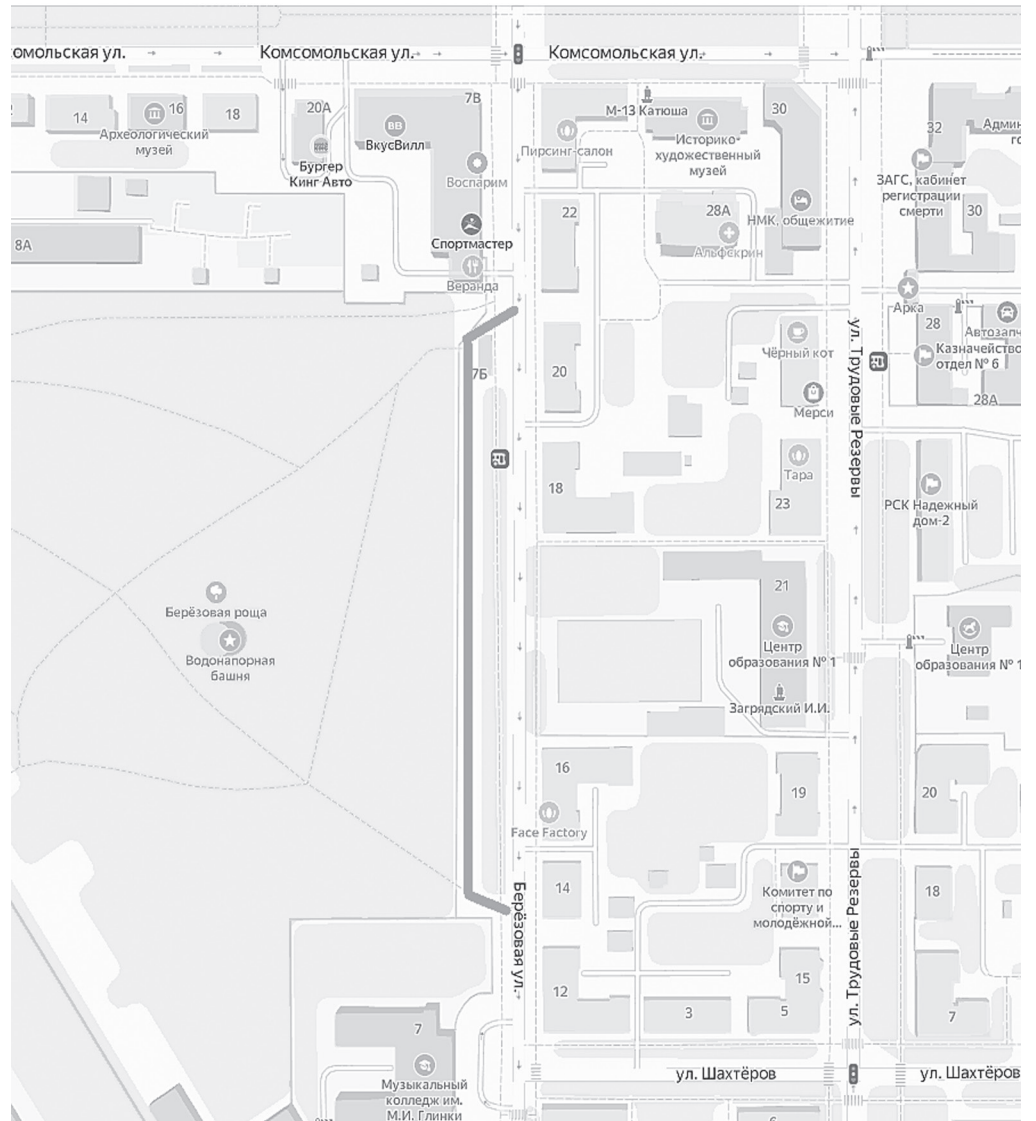 омольская ул.
Комсомольская ул.
Комсомольская ул.
14
16
Археологический
музей
18
20А
Бургер
Кинг Авто
7В
ВкусВилл
Воспарим
Спортмастер
Веранда
8А
М-13 Катюша
Пирсинг-салон
Историко-
художественный
музей
30
НМК, общежитие
22
28А
Альфскрин
32
Админ
ЗАГС, кабинет
регистрации
смерти
30
Арка
28
Автозапч
Казначейство
отдел № 6
28А
7Б
20
Чёрный кот
Мерси
ул. Трудовые Резервы
18
Тара
23
РСК Надежный
дом-2
21
Центр
образования № 1
Загрядский И.И.
Центр
образования № 1
Берёзовая роща
Водонапорная
башня
16
Face Factory
19
20
14
Берёзовая ул.
Комитет по
спорту и
молодёжной...
ул. Трудовые Резервы
18
12
3
5
15
7
7
Музыкальный
колледж им.
М.И. Глинки
ул. Шахтёров
ул. Шахтёров